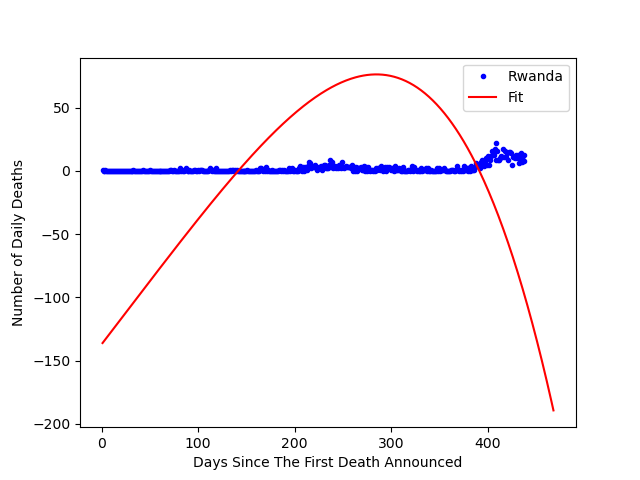 Rwanda
Fit
50
0
−50
−100
−150
−200
Number of Daily Deaths
0 100 200 300 400
Days Since The First Death Announced